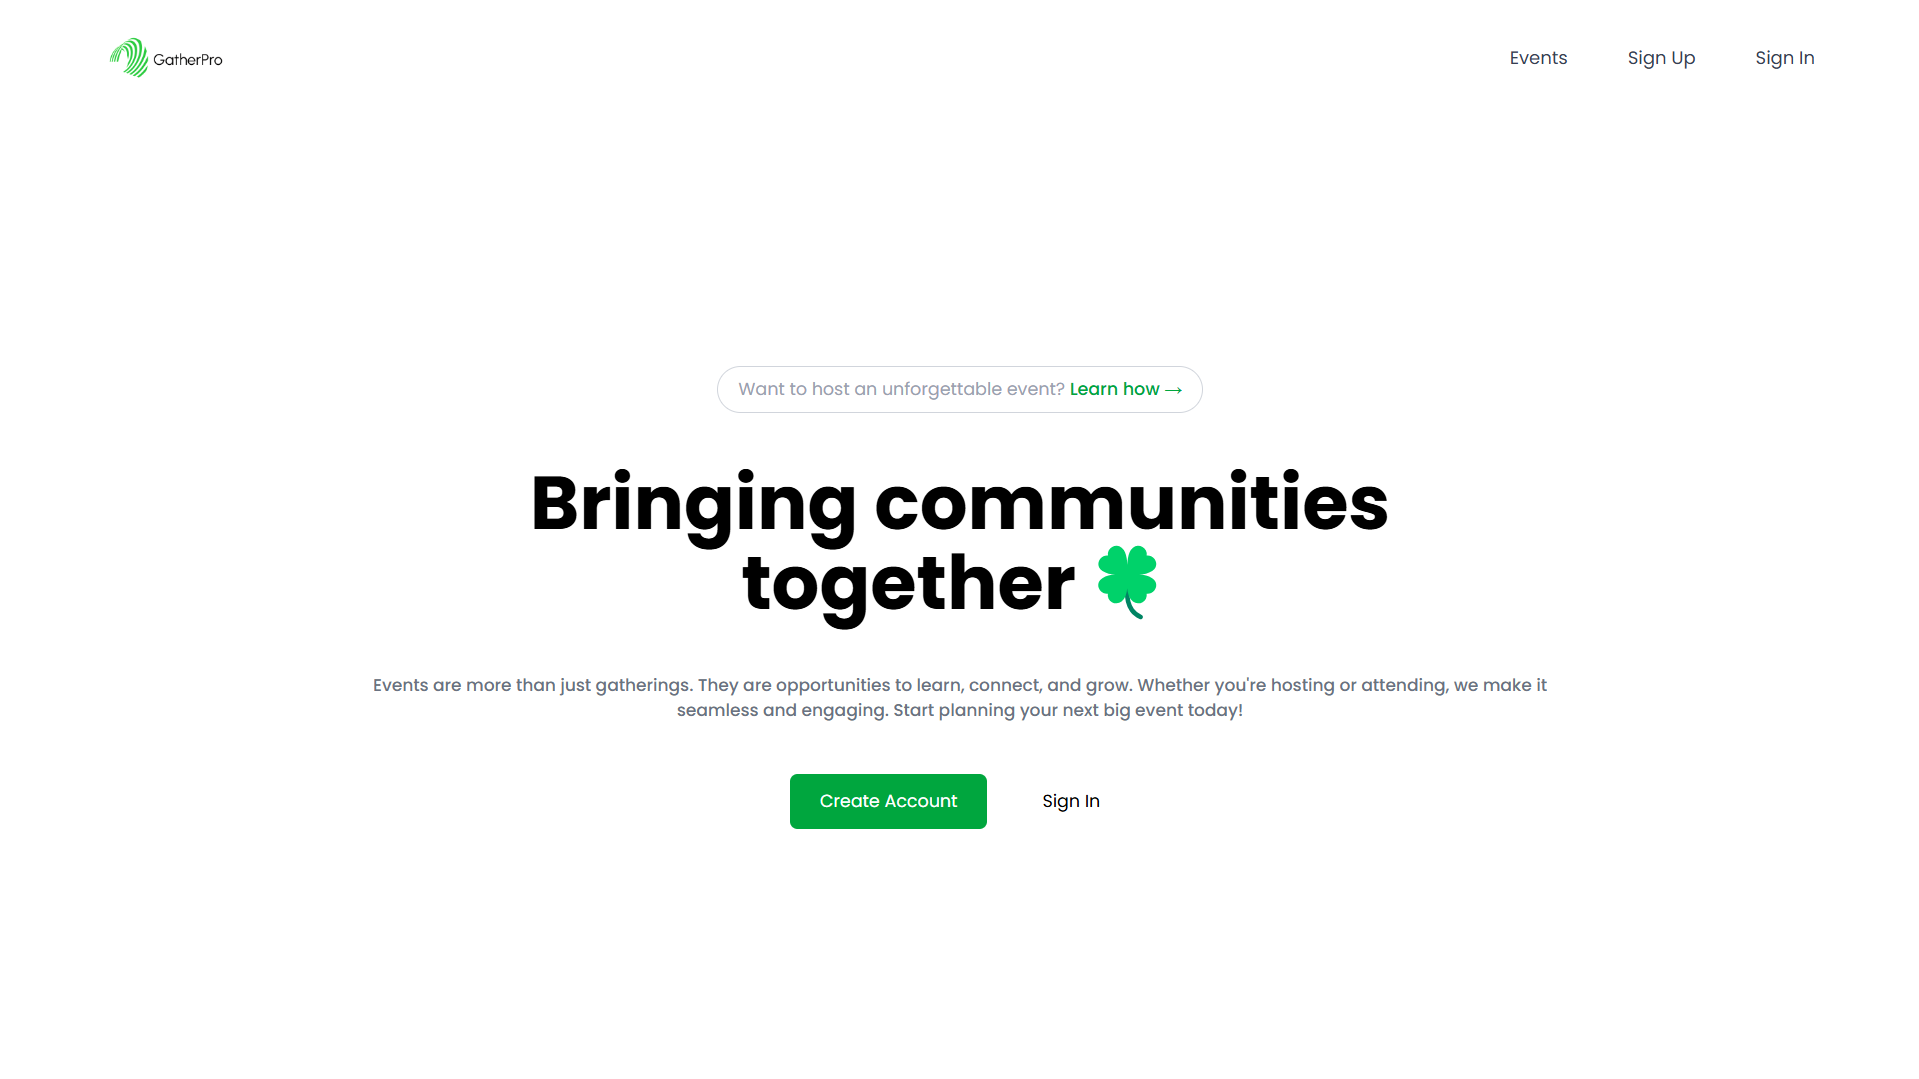 GatherPro
Events
Sign Up
Sign In
Want to host an unforgettable event? Learn how →
Bringing communities
together 🍀
Events are more than just gatherings. They are opportunities to learn, connect, and grow. Whether you're hosting or attending, we make it
seamless and engaging. Start planning your next big event today!
Create Account
Sign In